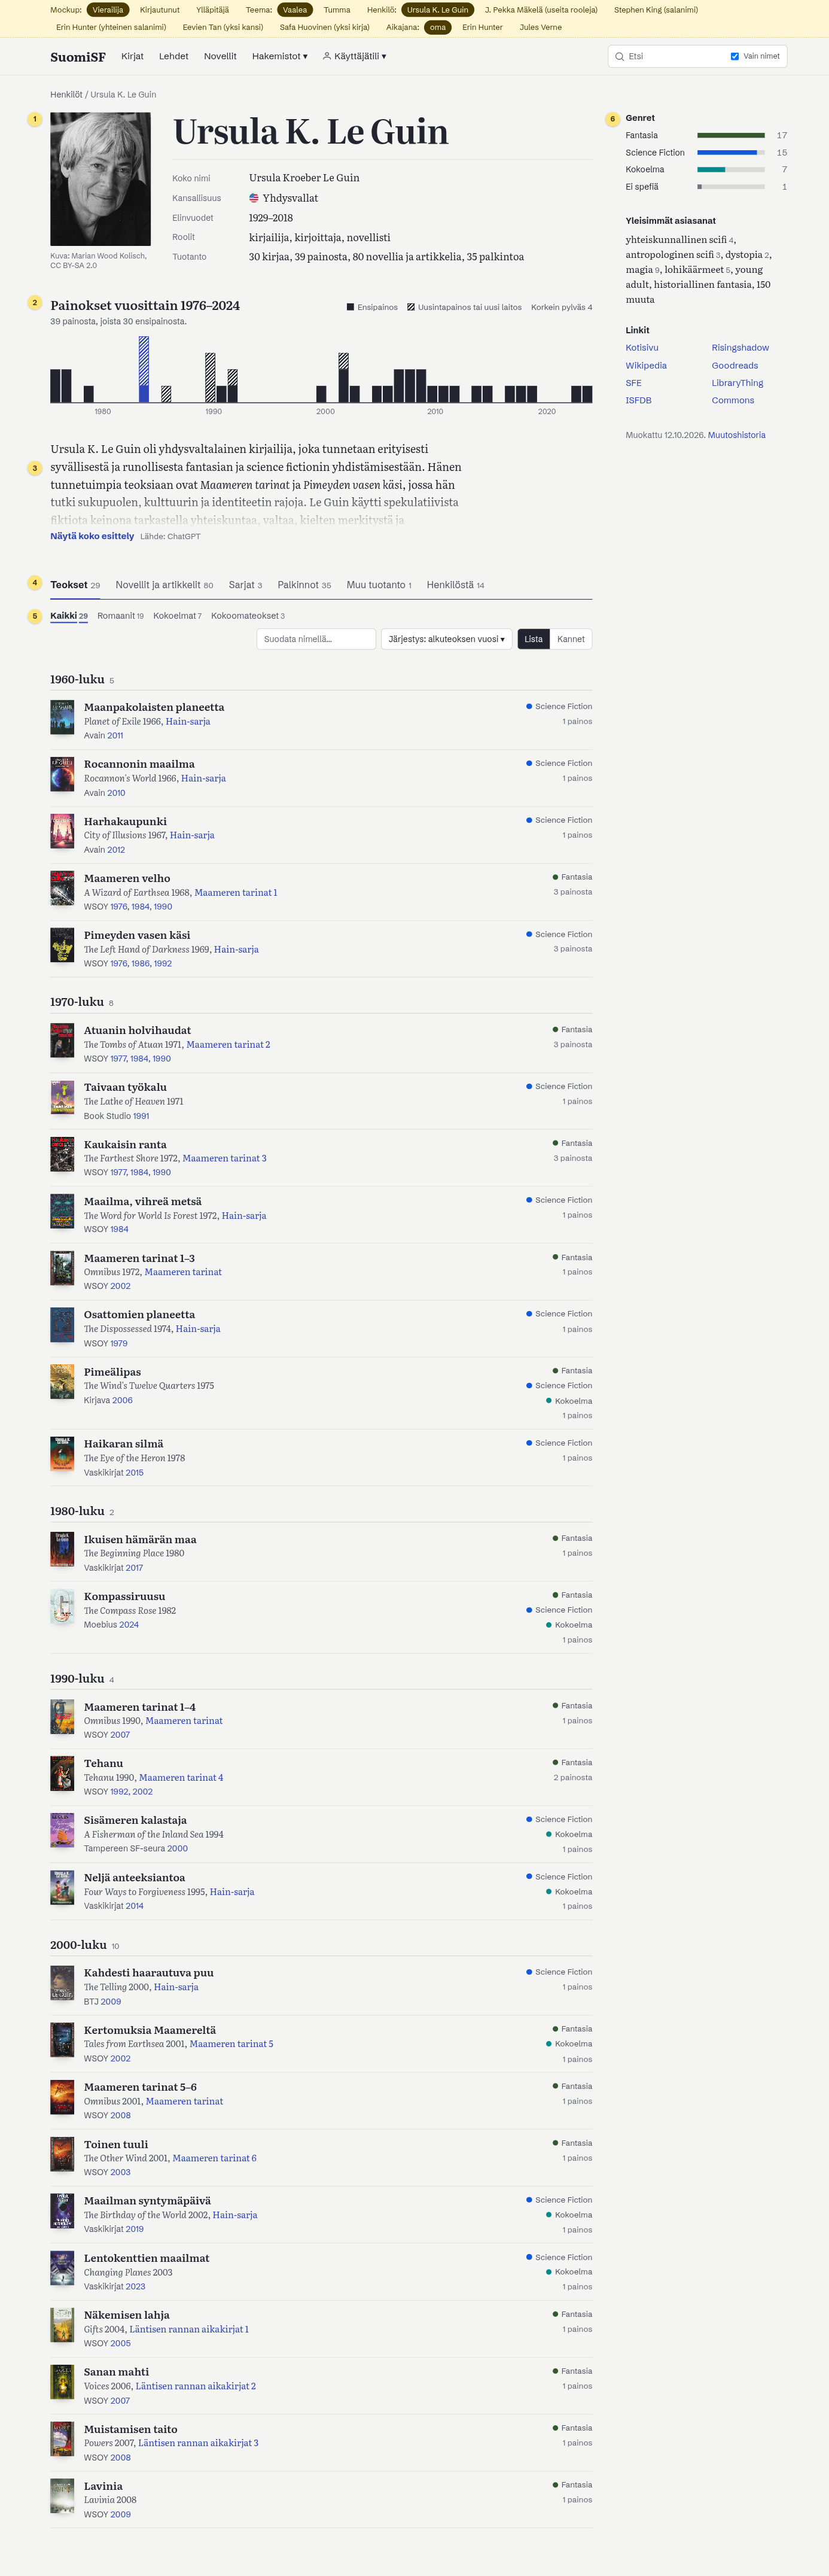 Mockup: Vierailija Kirjautunut Ylläpitäjä Teema: Vaalea Tumma Henkilö: Ursula K. Le Guin J. Pekka Mäkelä (useita rooleja) Stephen King (salanimi)
Erin Hunter (yhteinen salanimi) Eevien Tan (yksi kansi) Safa Huovinen (yksi kirja) Aikajana: oma Erin Hunter Jules Verne
SuomiSF Kirjat Lehdet Novellit Hakemistot ▾ Käyttäjätili ▾ Etsi Vain nimet
Henkilöt / Ursula K. Le Guin
1
Ursula K. Le Guin
Koko nimi Ursula Kroeber Le Guin
Kansallisuus Yhdysvallat
Elinvuodet 1929–2018
Roolit kirjailija, kirjoittaja, novellisti
Tuotanto 30 kirjaa, 39 painosta, 80 novellia ja artikkelia, 35 palkintoa
Kuva: Marian Wood Kolisch,
CC BY-SA 2.0
2
Painokset vuosittain 1976–2024
Ensipainos Uusintapainos tai uusi laitos Korkein pylväs 4
39 painosta, joista 30 ensipainosta.
1980 1990 2000 2010 2020
3
Ursula K. Le Guin oli yhdysvaltalainen kirjailija, joka tunnetaan erityisesti
syvällisestä ja runollisesta fantasian ja science fictionin yhdistämisestään. Hänen
tunnetuimpia teoksiaan ovat Maameren tarinat ja Pimeyden vasen käsi, jossa hän
tutki sukupuolen, kulttuurin ja identiteetin rajoja. Le Guin käytti spekulatiivista
fiktiota keinona tarkastella yhteiskuntaa, valtaa, kielten merkitystä ja
Näytä koko esittely Lähde: ChatGPT
4
Teokset 29 Novellit ja artikkelit 80 Sarjat 3 Palkinnot 35 Muu tuotanto 1 Henkilöstä 14
5
Kaikki 29 Romaanit 19 Kokoelmat 7 Kokoomateokset 3
Suodata nimellä... Järjestys: alkuteoksen vuosi ▾ Lista Kannet
1960-luku 5
Maanpakolaisten planeetta
Planet of Exile 1966, Hain-sarja
Avain 2011
Science Fiction
1 painos
Rocannonin maailma
Rocannon's World 1966, Hain-sarja
Avain 2010
Science Fiction
1 painos
Harhakaupunki
City of Illusions 1967, Hain-sarja
Avain 2012
Science Fiction
1 painos
Maameren velho
A Wizard of Earthsea 1968, Maameren tarinat 1
WSOY 1976, 1984, 1990
Fantasia
3 painosta
Pimeyden vasen käsi
The Left Hand of Darkness 1969, Hain-sarja
WSOY 1976, 1986, 1992
Science Fiction
3 painosta
1970-luku 8
Atuanin holvihaudat
The Tombs of Atuan 1971, Maameren tarinat 2
WSOY 1977, 1984, 1990
Fantasia
3 painosta
Taivaan työkalu
The Lathe of Heaven 1971
Book Studio 1991
Science Fiction
1 painos
Kaukaisin ranta
The Farthest Shore 1972, Maameren tarinat 3
WSOY 1977, 1984, 1990
Fantasia
3 painosta
Maailma, vihreä metsä
The Word for World Is Forest 1972, Hain-sarja
WSOY 1984
Science Fiction
1 painos
Maameren tarinat 1–3
Omnibus 1972, Maameren tarinat
WSOY 2002
Fantasia
1 painos
Osattomien planeetta
The Dispossessed 1974, Hain-sarja
WSOY 1979
Science Fiction
1 painos
Pimeälipas
The Wind's Twelve Quarters 1975
Kirjava 2006
Fantasia
Science Fiction
Kokoelma
1 painos
Haikaran silmä
The Eye of the Heron 1978
Vaskikirjat 2015
Science Fiction
1 painos
1980-luku 2
Ikuisen hämärän maa
The Beginning Place 1980
Vaskikirjat 2017
Fantasia
1 painos
Kompassiruusu
The Compass Rose 1982
Moebius 2024
Fantasia
Science Fiction
Kokoelma
1 painos
1990-luku 4
Maameren tarinat 1–4
Omnibus 1990, Maameren tarinat
WSOY 2007
Fantasia
1 painos
Tehanu
Tehanu 1990, Maameren tarinat 4
WSOY 1992, 2002
Fantasia
2 painosta
Sisämeren kalastaja
A Fisherman of the Inland Sea 1994
Tampereen SF-seura 2000
Science Fiction
Kokoelma
1 painos
Neljä anteeksiantoa
Four Ways to Forgiveness 1995, Hain-sarja
Vaskikirjat 2014
Science Fiction
Kokoelma
1 painos
2000-luku 10
Kahdesti haarautuva puu
The Telling 2000, Hain-sarja
BTJ 2009
Science Fiction
1 painos
Kertomuksia Maamereltä
Tales from Earthsea 2001, Maameren tarinat 5
WSOY 2002
Fantasia
Kokoelma
1 painos
Maameren tarinat 5–6
Omnibus 2001, Maameren tarinat
WSOY 2008
Fantasia
1 painos
Toinen tuuli
The Other Wind 2001, Maameren tarinat 6
WSOY 2003
Fantasia
1 painos
Maailman syntymäpäivä
The Birthday of the World 2002, Hain-sarja
Vaskikirjat 2019
Science Fiction
Kokoelma
1 painos
Lentokenttien maailmat
Changing Planes 2003
Vaskikirjat 2023
Science Fiction
Kokoelma
1 painos
Näkemisen lahja
Gifts 2004, Läntisen rannan aikakirjat 1
WSOY 2005
Fantasia
1 painos
Sanan mahti
Voices 2006, Läntisen rannan aikakirjat 2
WSOY 2007
Fantasia
1 painos
Muistamisen taito
Powers 2007, Läntisen rannan aikakirjat 3
WSOY 2008
Fantasia
1 painos
Lavinia
Lavinia 2008
WSOY 2009
Fantasia
1 painos
6
Genret
Fantasia 17
Science Fiction 15
Kokoelma 7
Ei spefiä 1
Yleisimmät asiasanat
yhteiskunnallinen scifi 4,
antropologinen scifi 3, dystopia 2,
magia 9, lohikäärmeet 5, young
adult, historiallinen fantasia, 150
muuta
Linkit
Kotisivu Risingshadow
Wikipedia Goodreads
SFE LibraryThing
ISFDB Commons
Muokattu 12.10.2026. Muutoshistoria